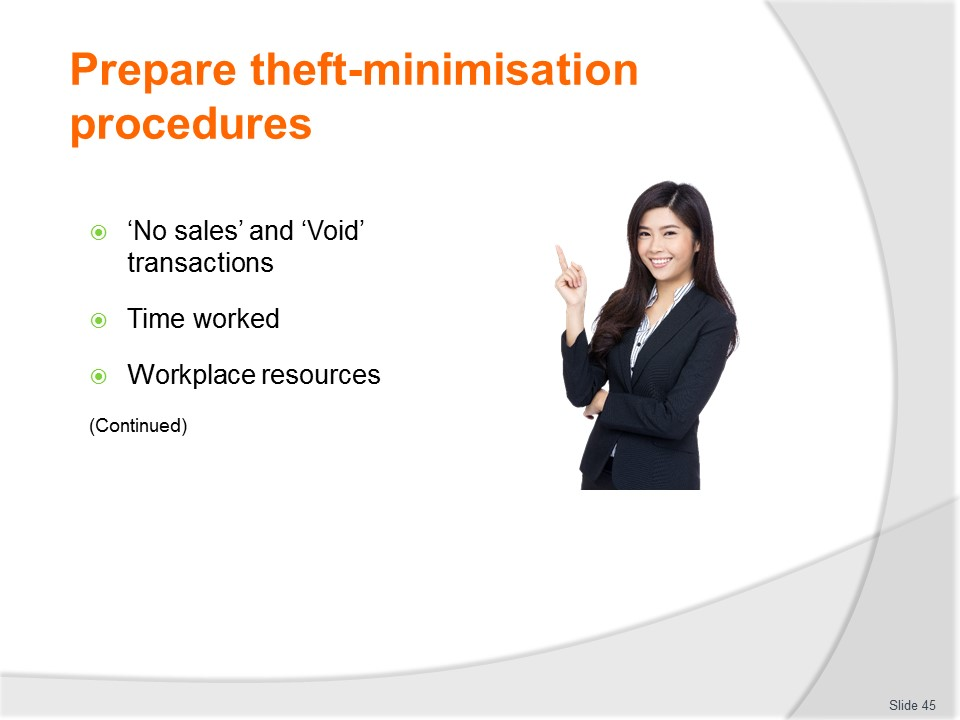 Prepare theft-minimisation
procedures
‘No sales’ and ‘Void’
transactions
Time worked
Workplace resources
(Continued)
Slide 45